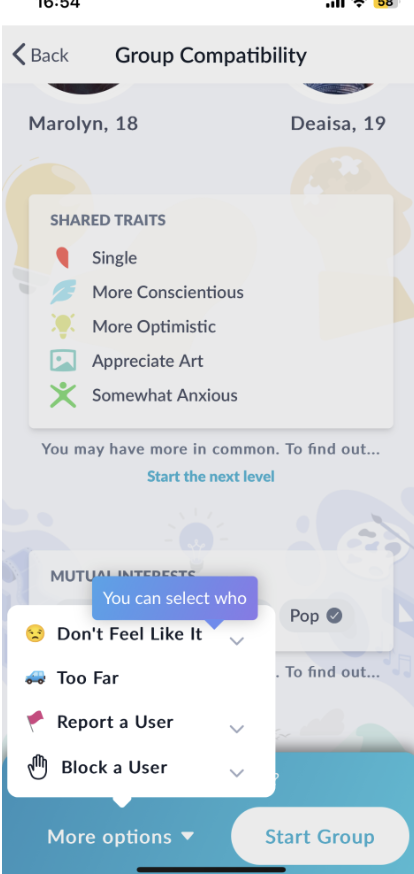 16:54
58
Back
Group Compatibility
Marolyn, 18
Deaisa, 19
SHARED TRAITS
Single
More Conscientious
More Optimistic
Appreciate Art
Somewhat Anxious
You may have more in common. To find out...
Start the next level
MUTUAL INTERESTS
You can select who
Pop
Don't Feel Like It
. To find out...
Too Far
Report a User
Block a User
More options
Start Group